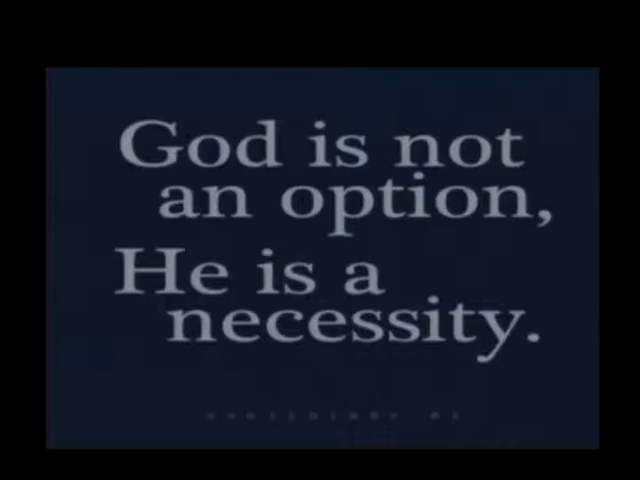 God is not
an option,
He is a
necessity.